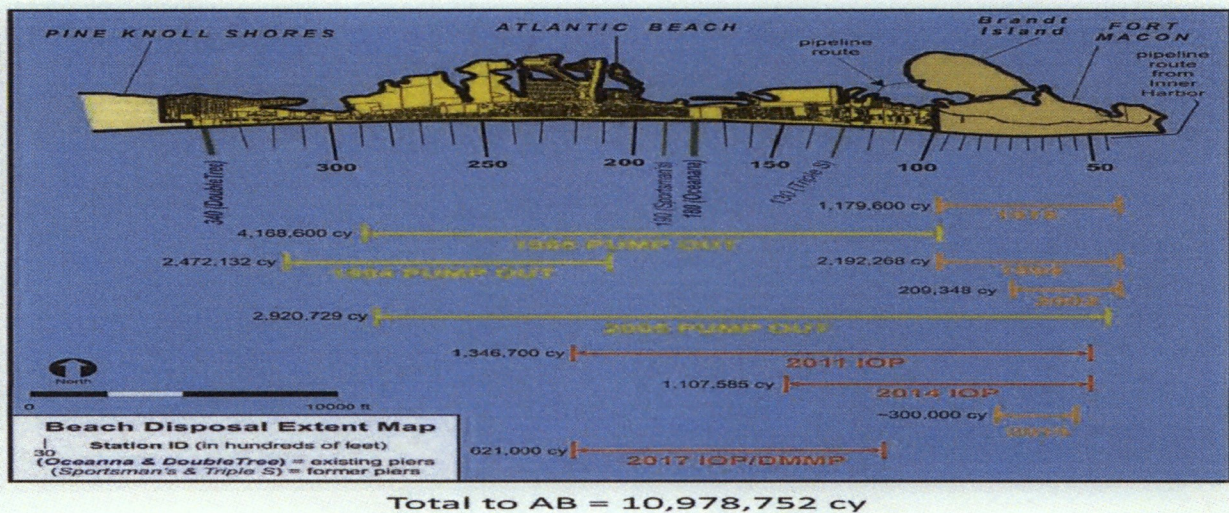 PINE KNOLL SHORES
ATLANTIC BEACH
Brandt
Island
FORT
MACON
pipeline
route
pipeline
route
from
Inner
Harbor
300
250
200
150
100
50
340 (DoubleTree)
190 (Sportsman's)
180 (Oceanana)
130 (Triple S)
1,179,600 cy
4,168,600 cy
PUMP OUT
2,472,132 cy
PUMP OUT
2,192,268 cy
209,348 cy
2.920,729 cy
PUMP OUT
1,346,700 cy
2011 IOP
1,107,585 cy
2014 IOP
~300,000 cy
621,000 cy
2017 IOP/DMMP
North
0
10000 ft
Beach Disposal Extent Map
Station ID (in hundreds of feet)
30
(Oceanna & DoubleTree) = existing piers
(Sportsman's & Triple S) = former piers
Total to AB = 10,978,752 cy